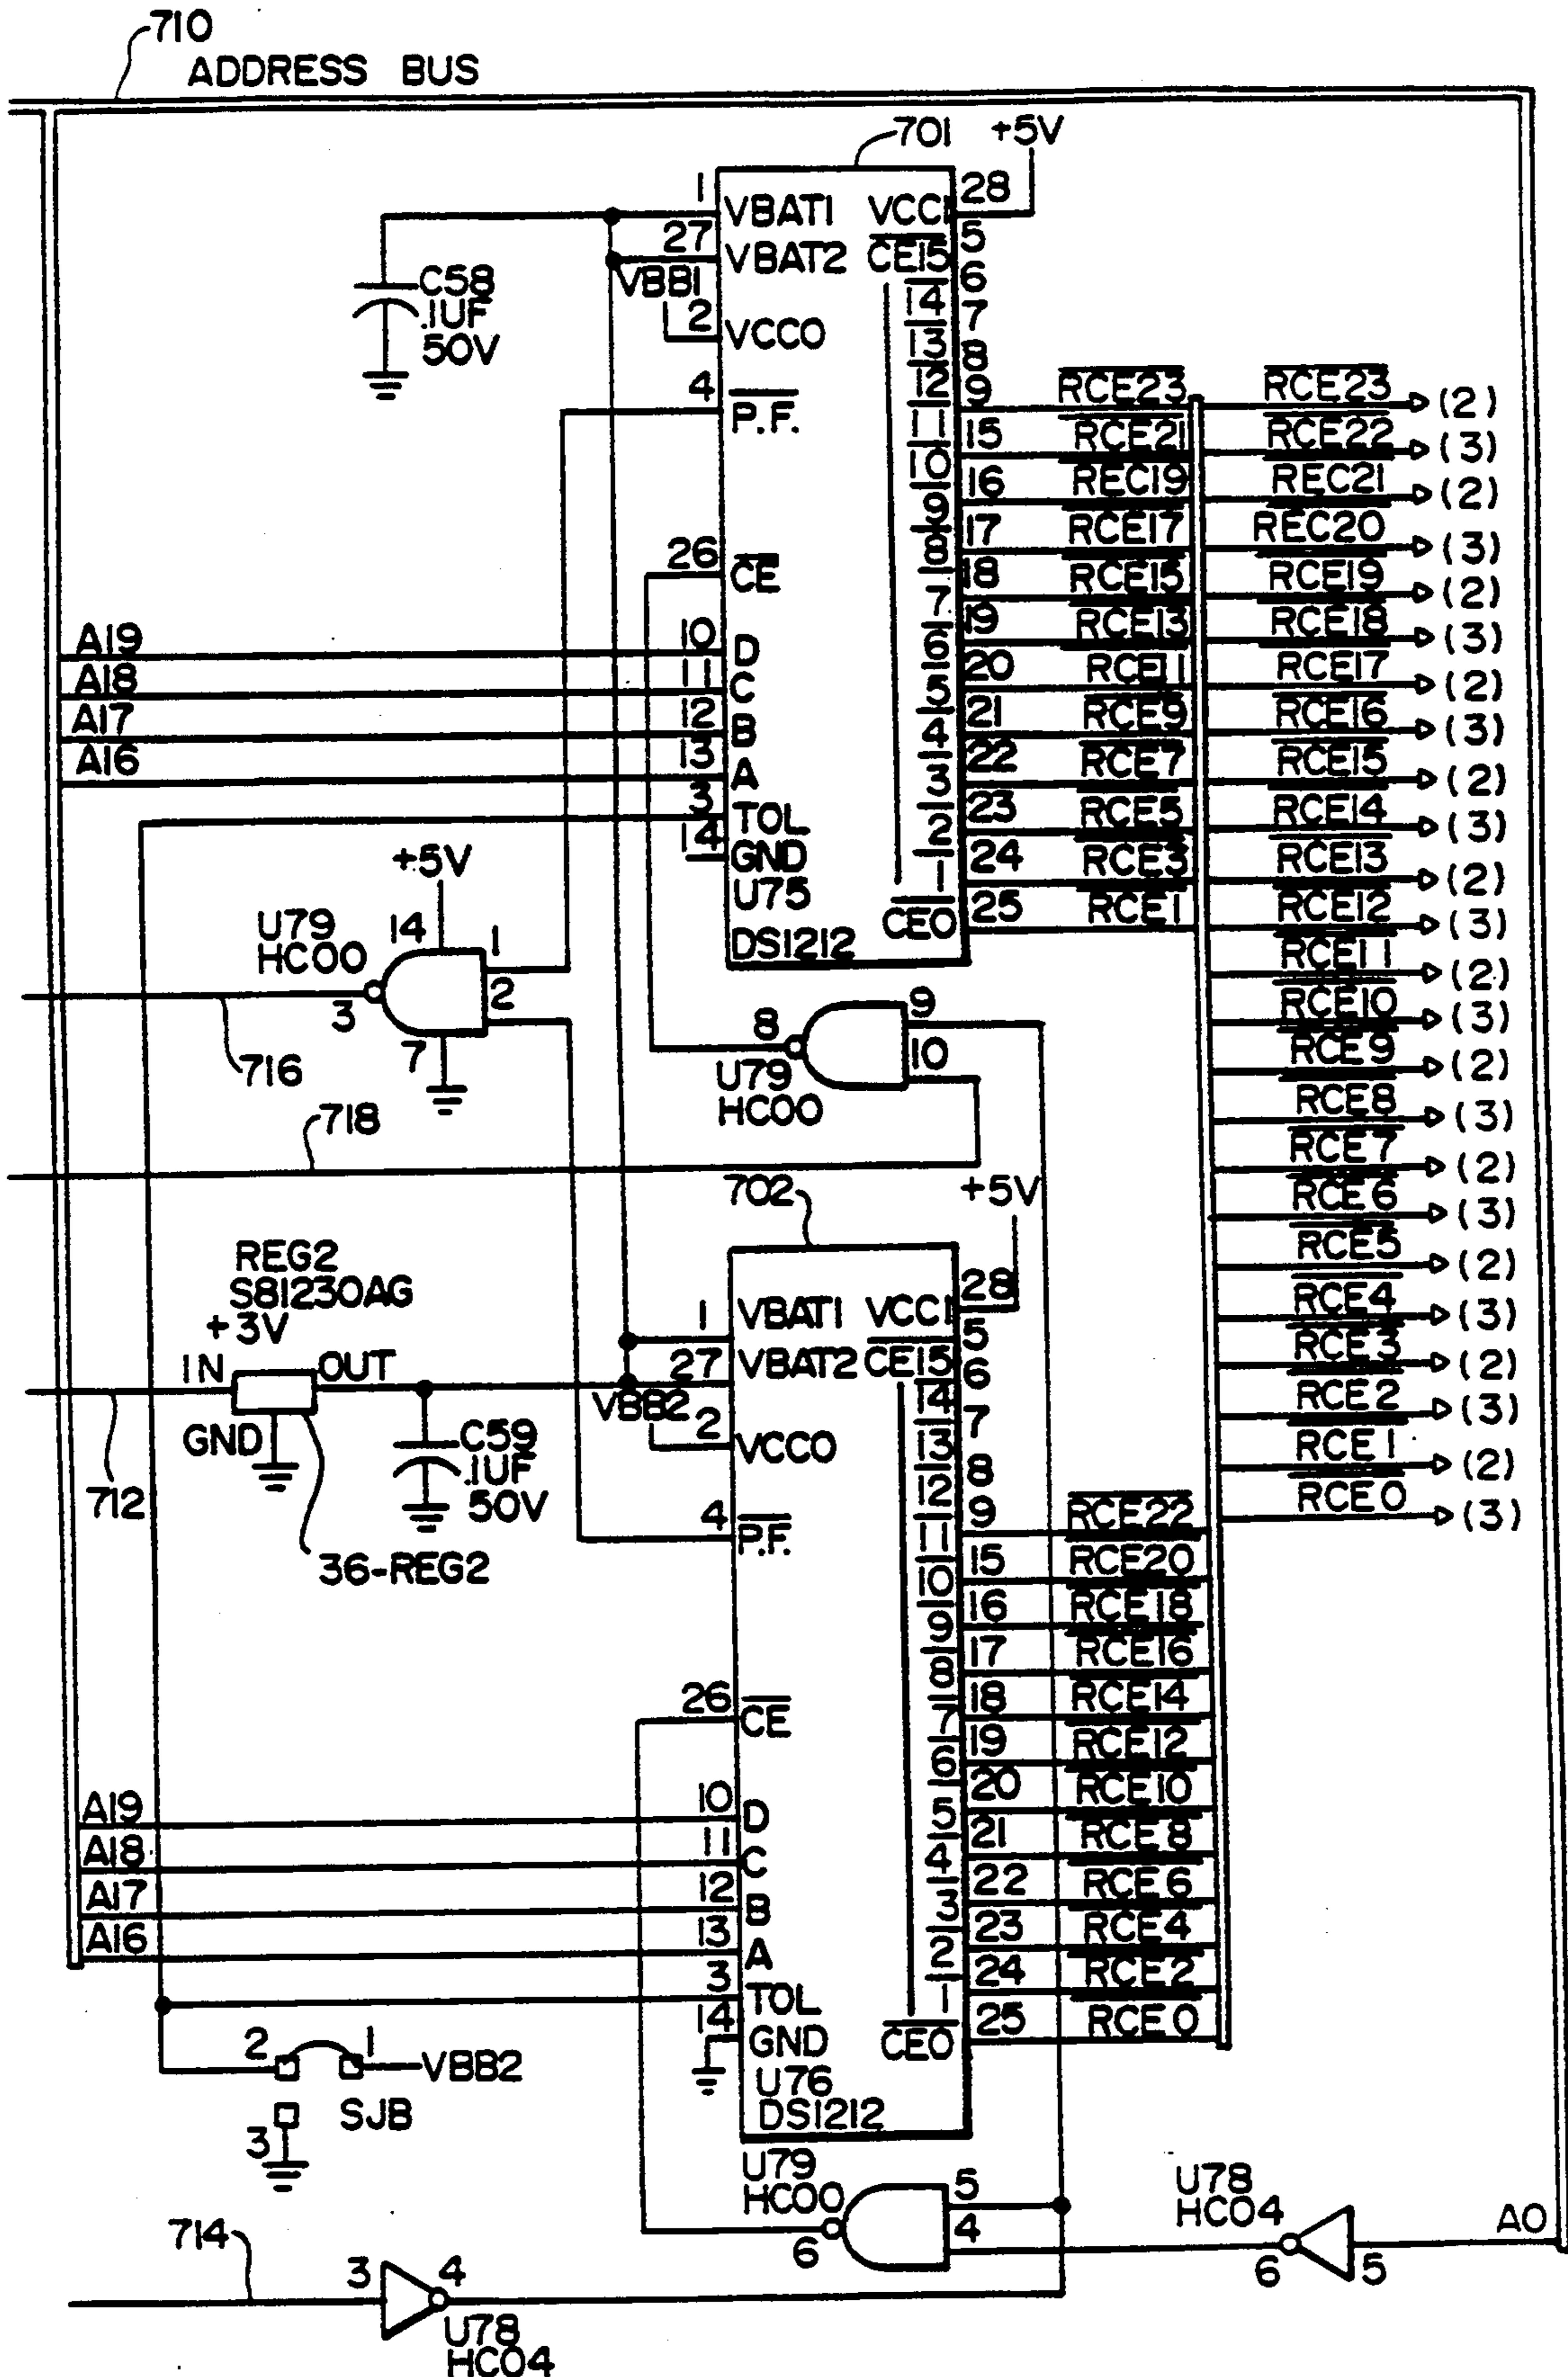 710
ADDRESS BUS
701
+5V
1
VBAT1
VCC1
28
27
VBAT2
CE15
5
VBB1
14
6
2
VCCO
13
7
12
8
C58
.1UF
50V
4
P.F.
11
9
RCE23
RCE23
(2)
10
15
RCE21
RCE22
(3)
9
16
REC19
REC21
(2)
8
17
RCE17
REC20
(3)
26
CE
7
18
RCE15
RCE19
(2)
A19
10
D
6
19
RCE13
RCE18
(3)
A18
11
C
5
20
RCE11
RCE17
(2)
A17
12
B
4
21
RCE9
RCE16
(3)
A16
13
A
3
22
RCE7
RCE15
(2)
3
TOL
2
23
RCE5
RCE14
(3)
14
GND
1
24
RCE3
RCE13
(2)
U75
CEO
25
RCE1
RCE12
(3)
DS1212
RCE11
(2)
RCE10
(3)
RCE9
(2)
RCE8
(3)
RCE7
(2)
RCE6
(3)
RCE5
(2)
RCE4
(3)
RCE3
(2)
RCE2
(3)
RCE1
(2)
RCE0
(3)
+5V
U79
HC00
14
1
2
3
7
716
8
9
10
U79
HC00
718
702
+5V
REG2
S81230AG
+3V
IN
OUT
GND
712
36-REG2
C59
.1UF
50V
1
VBAT1
VCC1
28
27
VBAT2
CE15
5
VBB2
14
6
2
VCCO
13
7
12
8
4
P.F.
11
9
RCE22
10
15
RCE20
9
16
RCE18
8
17
RCE16
26
CE
7
18
RCE14
6
19
RCE12
A19
10
D
5
20
RCE10
A18
11
C
4
21
RCE8
A17
12
B
3
22
RCE6
A16
13
A
2
23
RCE4
3
TOL
1
24
RCE2
14
GND
CEO
25
RCE0
U76
DS1212
2
1
VBB2
SJB
3
U79
HC00
5
4
6
U78
HC04
6
5
A0
714
3
4
U78
HC04